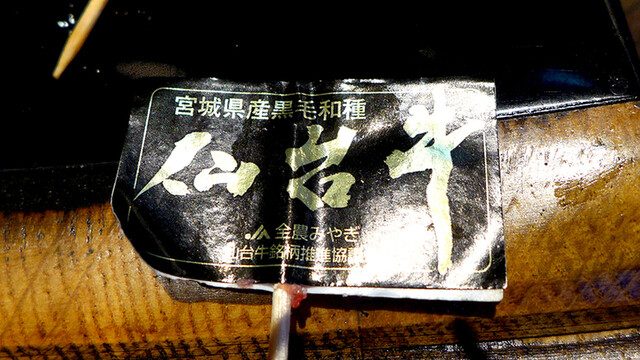 宮城県産黒毛和種
仙台牛
JA全農みやぎ
仙台牛銘柄推進協議